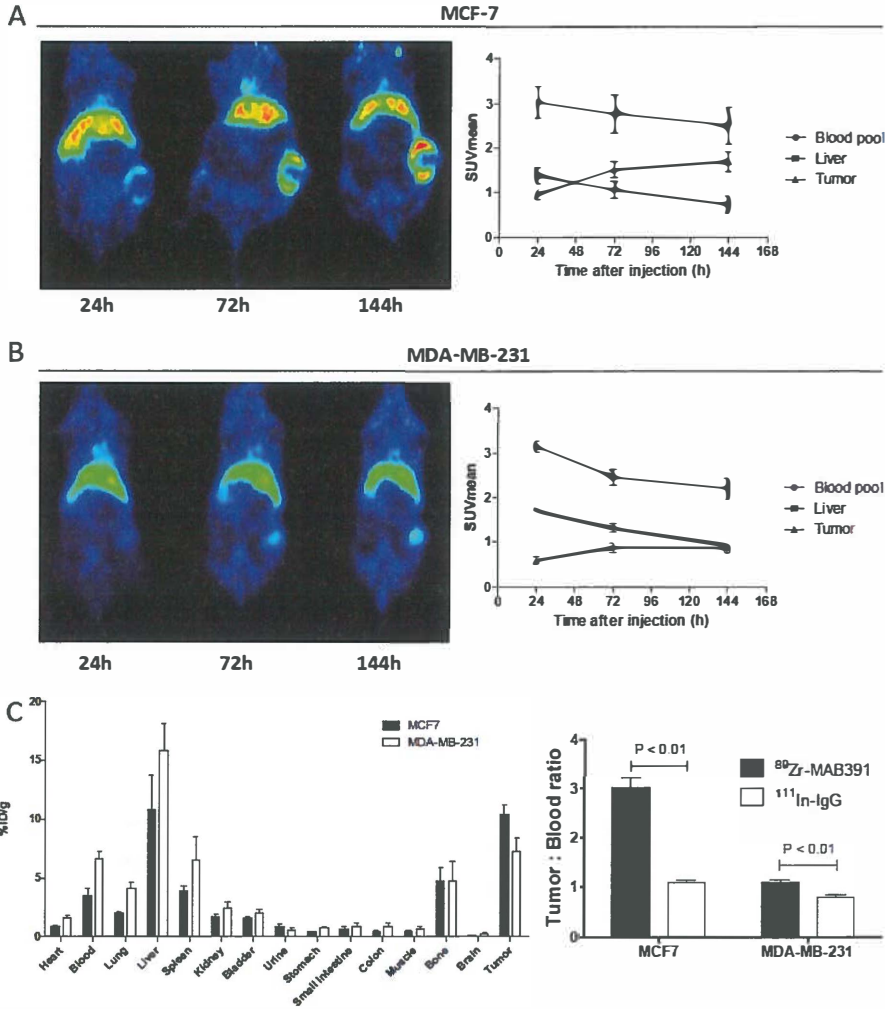 A
MCF-7
24h 72h 144h
4
3
2
1
0
SUVmean
0 24 48 72 96 120 144 168
Time after injection (h)
Blood pool
Liver
Tumor
B
MDA-MB-231
24h 72h 144h
4
3
2
1
0
SUVmean
0 24 48 72 96 120 144 168
Time after injection (h)
Blood pool
Liver
Tumor
C
20
15
10
5
0
%ID/g
MCF7
MDA-MB-231
Heart
Blood
Lung
Liver
Spleen
Kidney
Bladder
Urine
Stomach
Small Intestine
Colon
Muscle
Bone
Brain
Tumor
4
3
2
1
0
Tumor : Blood ratio
P < 0.01
P < 0.01
⁸⁹Zr-MAB391
¹¹¹In-IgG
MCF7 MDA-MB-231